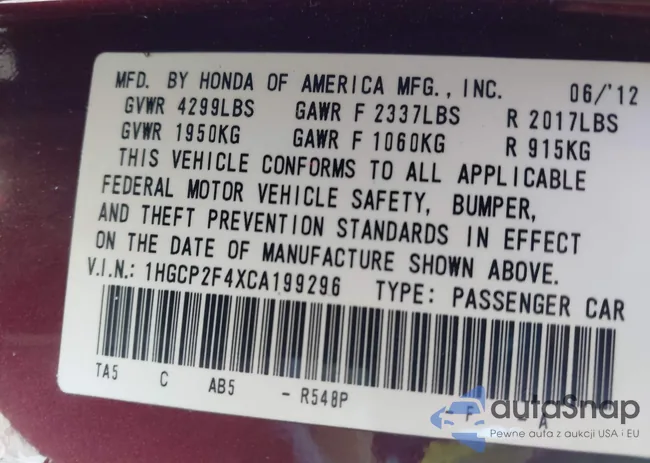 MFD. BY HONDA OF AMERICA MFG., INC. 06/'12
GVWR 4299LBS GAWR F 2337LBS R 2017LBS
GVWR 1950KG GAWR F 1060KG R 915KG
THIS VEHICLE CONFORMS TO ALL APPLICABLE
FEDERAL MOTOR VEHICLE SAFETY, BUMPER,
AND THEFT PREVENTION STANDARDS IN EFFECT
ON THE DATE OF MANUFACTURE SHOWN ABOVE.
V.I.N.: 1HGCP2F4XCA199296 TYPE: PASSENGER CAR
TA5 C AB5 - R548P - F A
autaSnap
Pewne auta z aukcji USA i EU